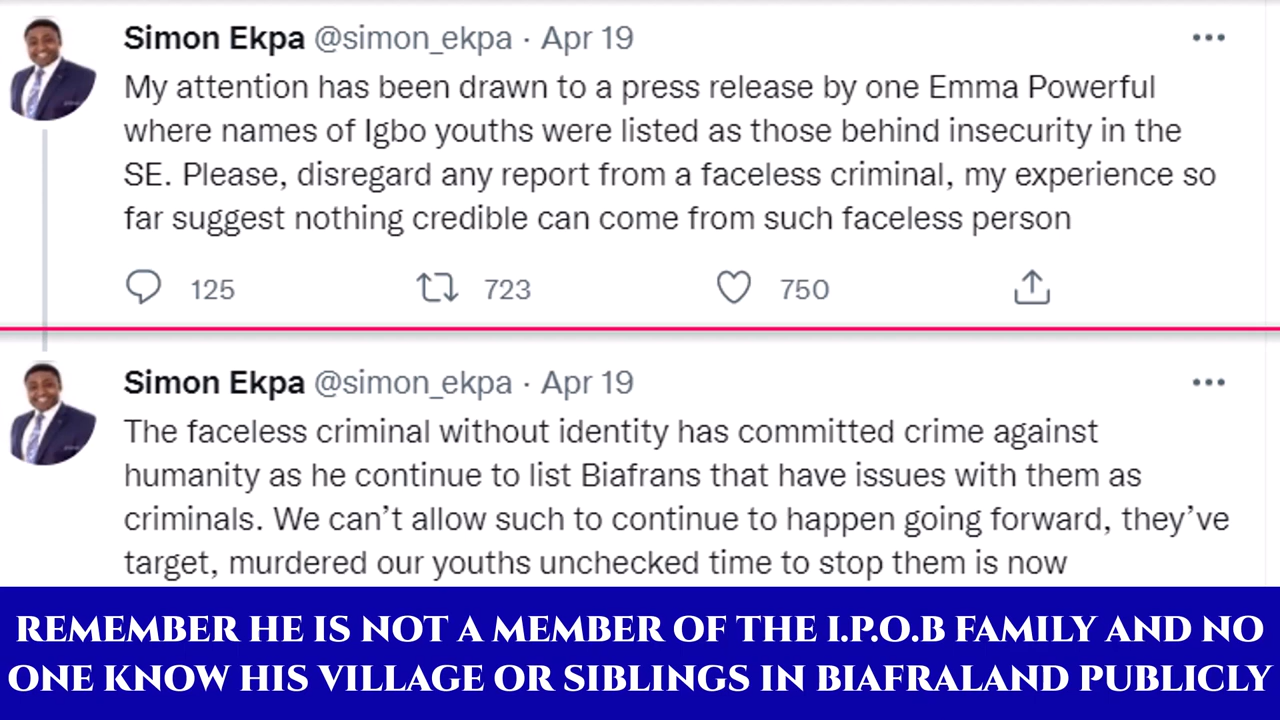 Simon Ekpa @simon_ekpa · Apr 19
My attention has been drawn to a press release by one Emma Powerful
where names of Igbo youths were listed as those behind insecurity in the
SE. Please, disregard any report from a faceless criminal, my experience so
far suggest nothing credible can come from such faceless person
125 723 750
Simon Ekpa @simon_ekpa · Apr 19
The faceless criminal without identity has committed crime against
humanity as he continue to list Biafrans that have issues with them as
criminals. We can’t allow such to continue to happen going forward, they’ve
target, murdered our youths unchecked time to stop them is now
REMEMBER HE IS NOT A MEMBER OF THE I.P.O.B FAMILY AND NO
ONE KNOW HIS VILLAGE OR SIBLINGS IN BIAFRALAND PUBLICLY